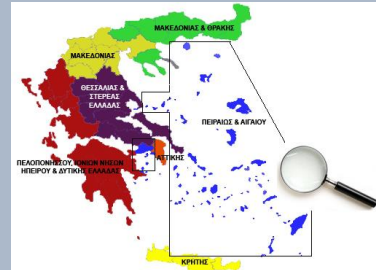 ΜΑΚΕΔΟΝΙΑΣ & ΘΡΑΚΗΣ
ΜΑΚΕΔΟΝΙΑΣ
ΘΕΣΣΑΛΙΑΣ &
ΣΤΕΡΕΑΣ
ΕΛΛΑΔΑΣ
ΠΕΙΡΑΙΩΣ & ΑΙΓΑΙΟΥ
ΑΤΤΙΚΗΣ
ΠΕΛΟΠΟΝΝΗΣΟΥ, ΙΟΝΙΩΝ ΝΗΣΩΝ
ΗΠΕΙΡΟΥ & ΔΥΤΙΚΗΣ ΕΛΛΑΔΑΣ
ΚΡΗΤΗΣ